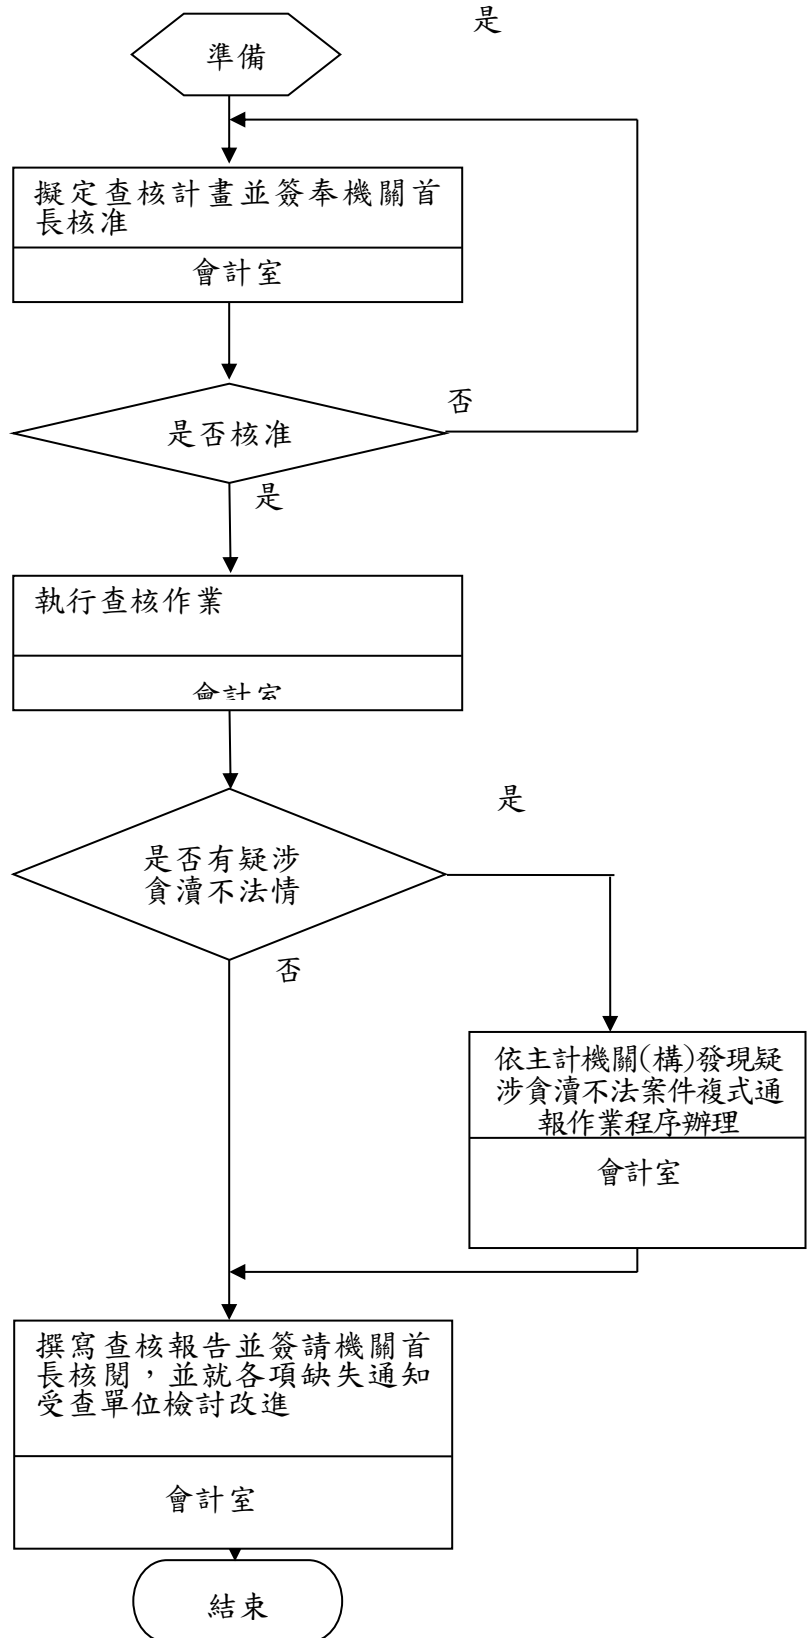 是
準備
擬定查核計畫並簽奉機關首
長核准
會計室
否
是否核准
是
執行查核作業
會計室
是
是否有疑涉
貪瀆不法情
否
依主計機關(構)發現疑
涉貪瀆不法案件複式通
報作業程序辦理
會計室
撰寫查核報告並簽請機關首
長核閱，並就各項缺失通知
受查單位檢討改進
會計室
結束